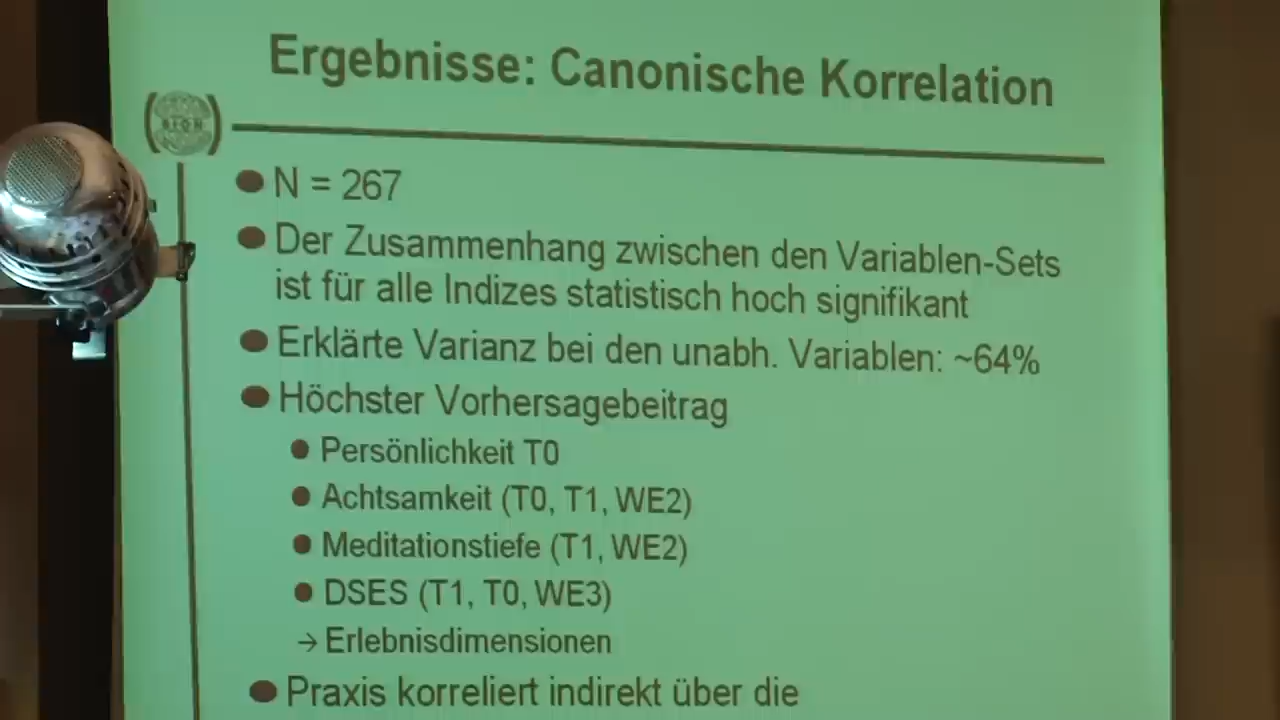 Ergebnisse: Canonische Korrelation
N = 267
Der Zusammenhang zwischen den Variablen-Sets
ist für alle Indizes statistisch hoch signifikant
Erklärte Varianz bei den unabh. Variablen: ~64%
Höchster Vorhersagebeitrag
Persönlichkeit T0
Achtsamkeit (T0, T1, WE2)
Meditationstiefe (T1, WE2)
DSES (T1, T0, WE3)
→ Erlebnisdimensionen
Praxis korreliert indirekt über die